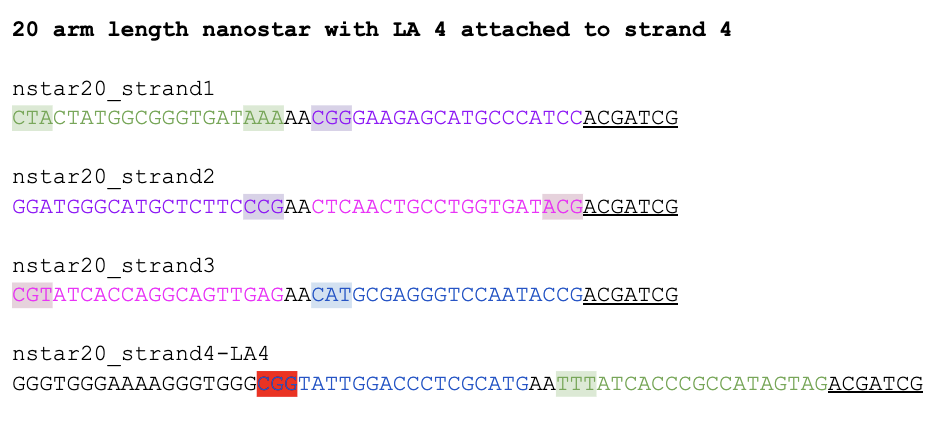 20 arm length nanostar with LA 4 attached to strand 4
nstar20_strand1
CTACTATGGCGGGTGATAAAAACGGGAAGAGCATGCCCATCCACGATCG
nstar20_strand2
GGATGGGCATGCTCTTCCCGAACTCAACTGCCTGGTGATACGACGATCG
nstar20_strand3
CGTATCACCAGGCAGTTGAGAACATGCGAGGGTCCAATACCGACGATCG
nstar20_strand4-LA4
GGGTGGGAAAAGGGTGGGCGGTATTGGACCCTCGCATGAATTTATCACCCGCCATAGTAGACGATCG